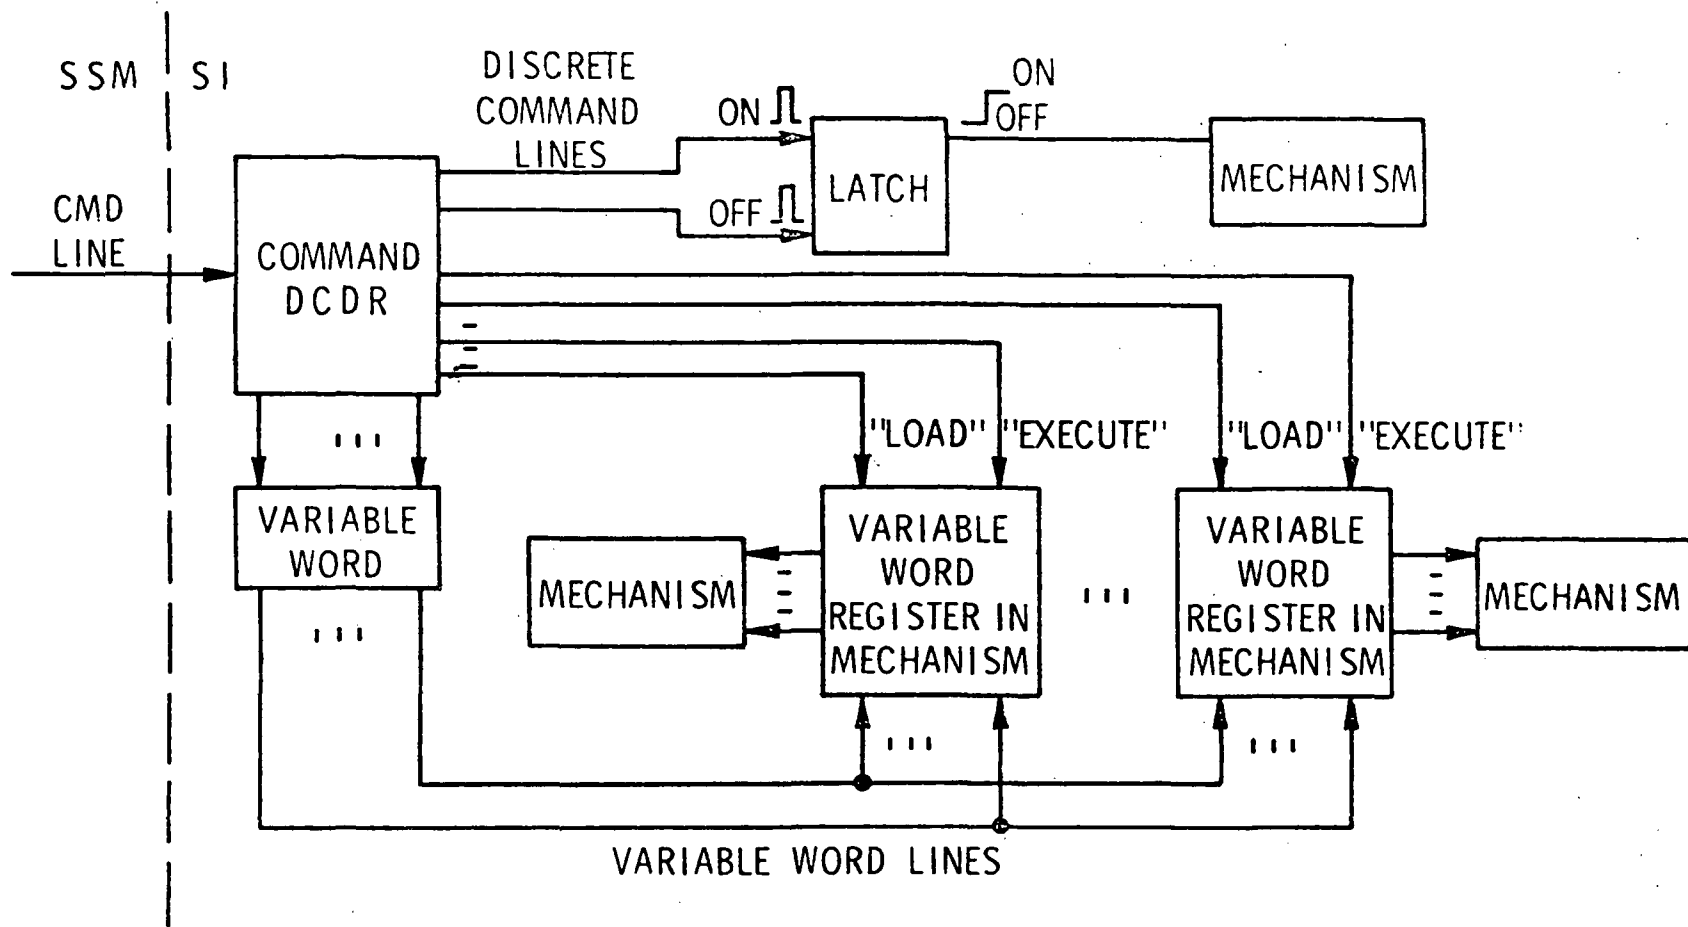 SSM
SI
DISCRETE
COMMAND
LINES
ON
OFF
ON
OFF
LATCH
MECHANISM
CMD
LINE
COMMAND
DCDR
"LOAD"
"EXECUTE"
"LOAD"
"EXECUTE"
VARIABLE
WORD
MECHANISM
VARIABLE
WORD
REGISTER IN
MECHANISM
VARIABLE
WORD
REGISTER IN
MECHANISM
MECHANISM
VARIABLE WORD LINES